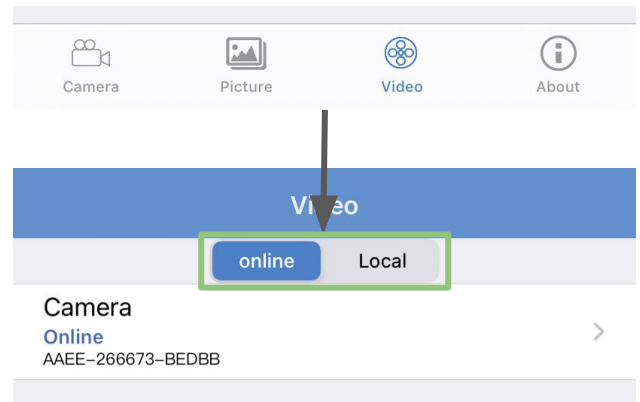 Camera Picture Video About
Video
online Local
Camera
Online
AAEE-266673-BEDBB